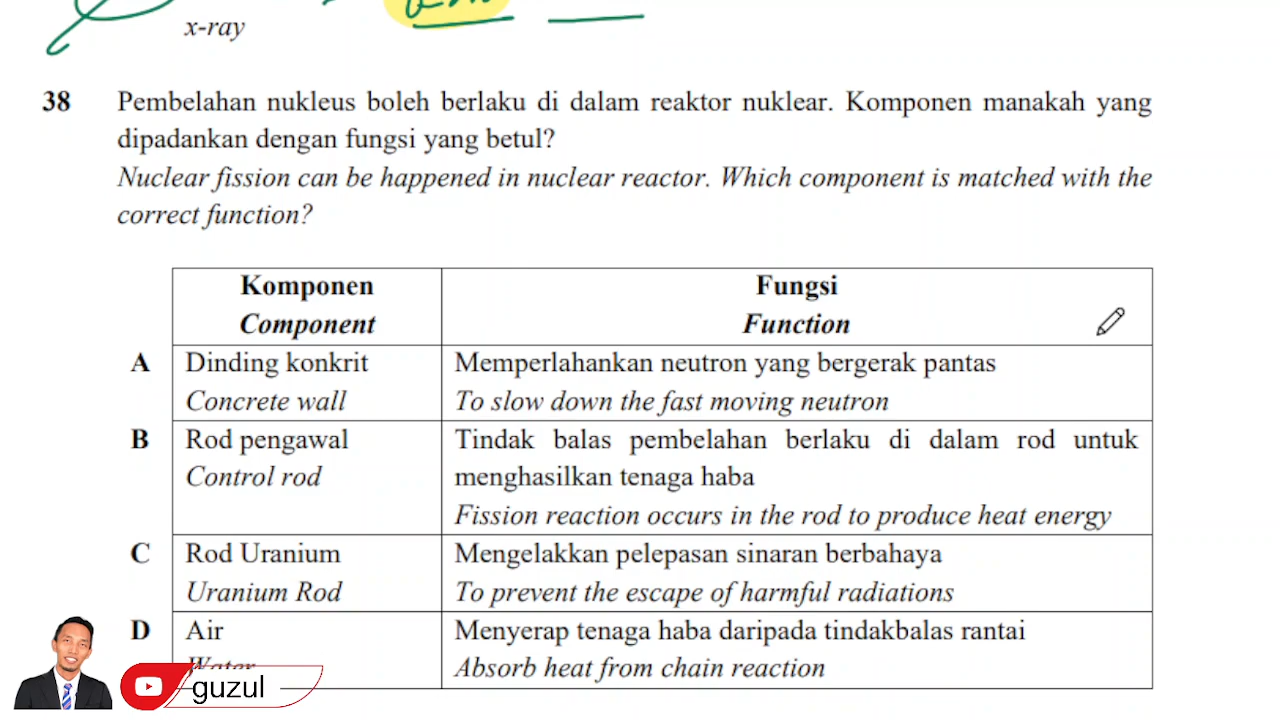 x-ray
38 Pembelahan nukleus boleh berlaku di dalam reaktor nuklear. Komponen manakah yang
dipadankan dengan fungsi yang betul?
Nuclear fission can be happened in nuclear reactor. Which component is matched with the
correct function?
Komponen Fungsi
Component Function
A Dinding konkrit Memperlahankan neutron yang bergerak pantas
Concrete wall To slow down the fast moving neutron
B Rod pengawal Tindak balas pembelahan berlaku di dalam rod untuk
Control rod menghasilkan tenaga haba
Fission reaction occurs in the rod to produce heat energy
C Rod Uranium Mengelakkan pelepasan sinaran berbahaya
Uranium Rod To prevent the escape of harmful radiations
D Air Menyerap tenaga haba daripada tindakbalas rantai
Water Absorb heat from chain reaction
guzul